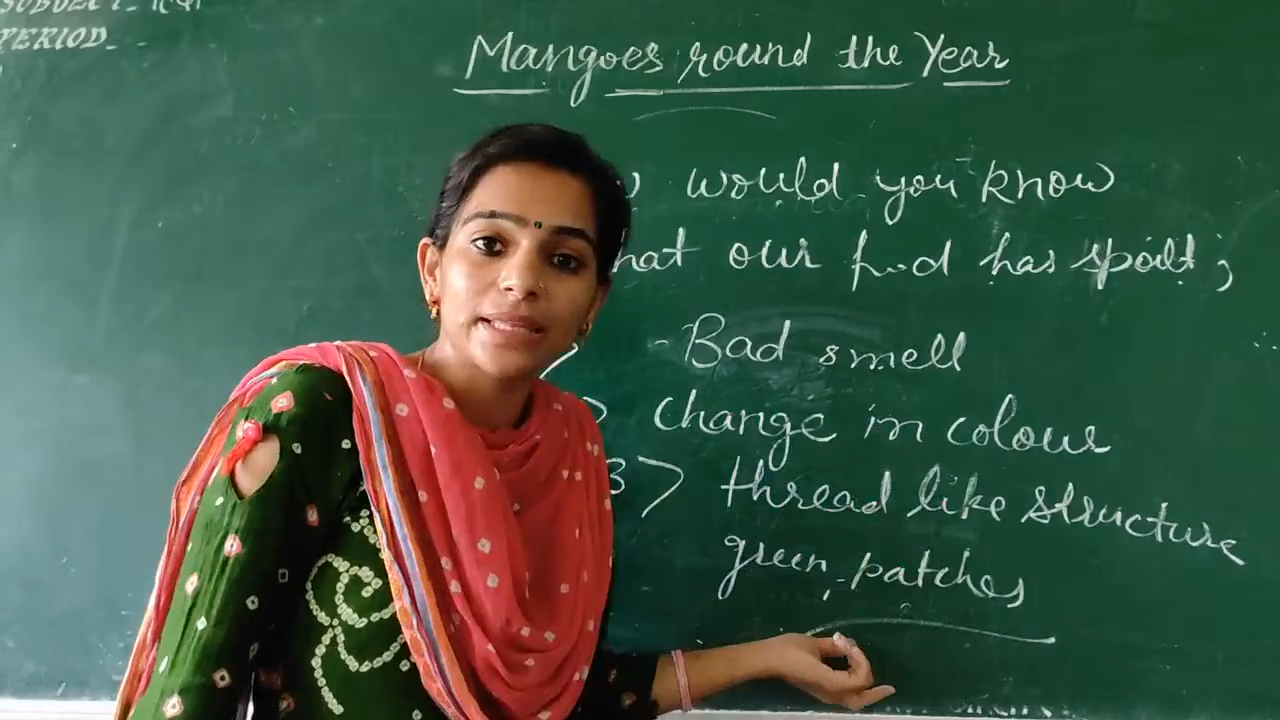 PERIOD
Mangoes round the Year
would you know
hat our food has spoilt;
- Bad smell
> change in colour
3> thread like structure
green patches